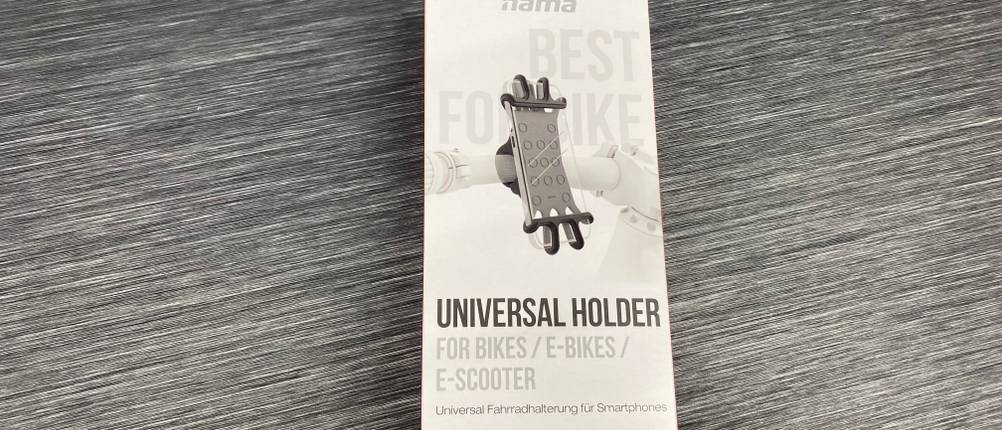 hama
BEST
FOR BIKE
UNIVERSAL HOLDER
FOR BIKES / E-BIKES /
E-SCOOTER
Universal Fahrradhalterung für Smartphones